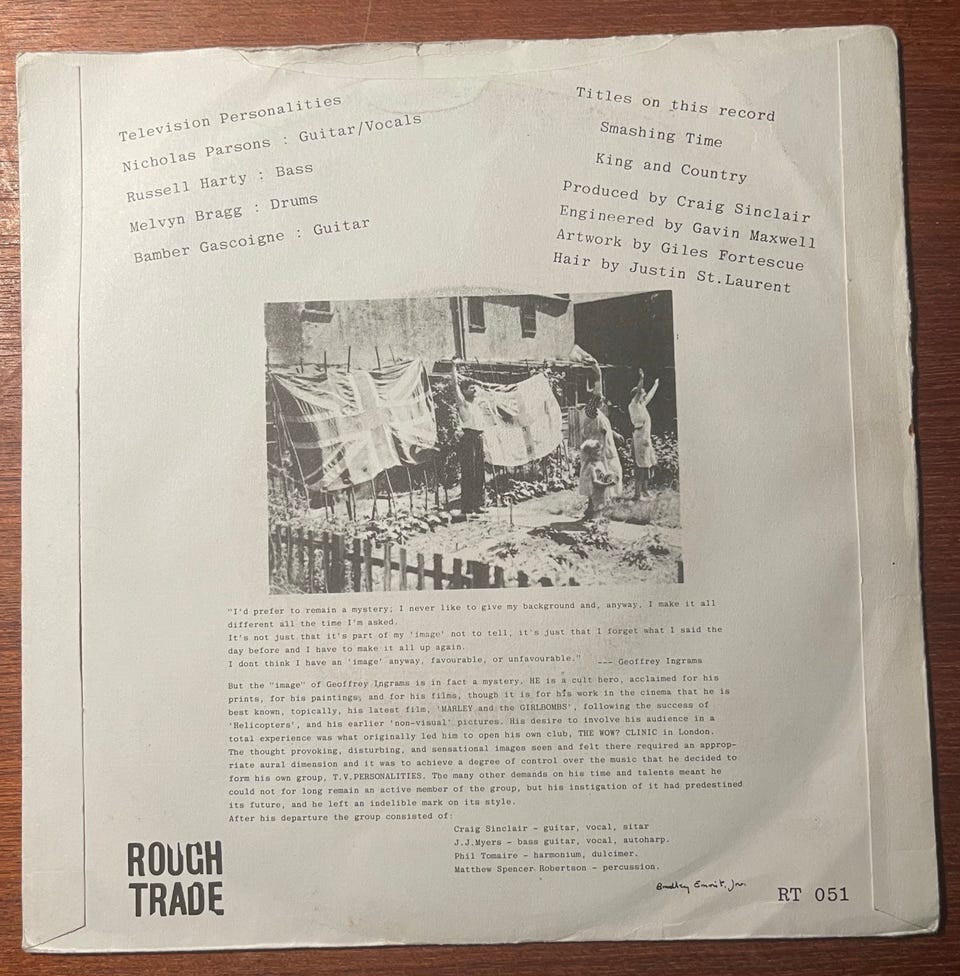 Television Personalities
Nicholas Parsons : Guitar/Vocals
Russell Harty : Bass
Melvyn Bragg : Drums
Bamber Gascoigne : Guitar
Titles on this record
Smashing Time
King and Country
Produced by Craig Sinclair
Engineered by Gavin Maxwell
Artwork by Giles Fortescue
Hair by Justin St.Laurent
"I'd prefer to remain a mystery; I never like to give my background and, anyway, I make it all
different all the time I'm asked.
It's not just that it's part of my 'image' not to tell, it's just that I forget what I said the
day before and I have to make it all up again.
I dont think I have an 'image' anyway, favourable, or unfavourable." --- Geoffrey Ingrams
But the "image" of Geoffrey Ingrams is in fact a mystery. HE is a cult hero, acclaimed for his
prints, for his paintings, and for his films, though it is for his work in the cinema that he is
best known, topically, his latest film, 'MARLEY and the GIRLBOMBS', following the success of
'Relicopters', and his earlier 'non-visual' pictures. His desire to involve his audience in a
total experience was what originally led him to open his own club, THE WOW? CLINIC in London.
The thought provoking, disturbing, and sensational images seen and felt there required an approp-
riate aural dimension and it was to achieve a degree of control over the music that he decided to
form his own group, T.V.PERSONALITIES. The many other demands on his time and talents meant he
could not for long remain an active member of the group, but his instigation of it had predestined
its future, and he left an indelible mark on its style.
After his departure the group consisted of:
Craig Sinclair - guitar, vocal, sitar
J.J.Myers - bass guitar, vocal, autoharp.
Phil Tomaire - harmonium, dulcimer.
Matthew Spencer Robertson - percussion.
ROUGH
TRADE
RT 051